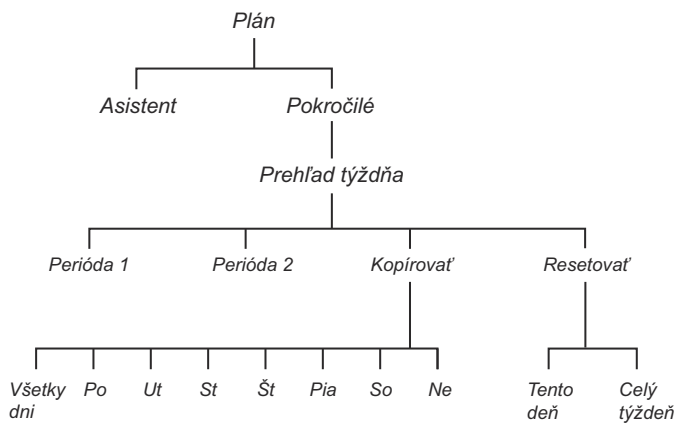 Plán
Asistent Pokročilé
Prehľad týždňa
Perióda 1 Perióda 2 Kopírovať Resetovať
Všetky Po Ut St Št Pia So Ne Tento Celý
dni deň týždeň